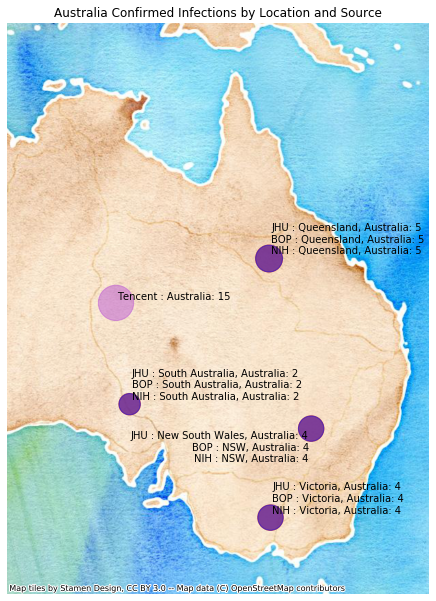 Australia Confirmed Infections by Location and Source
JHU : Queensland, Australia: 5
BOP : Queensland, Australia: 5
NIH : Queensland, Australia: 5
Tencent : Australia: 15
JHU : South Australia, Australia: 2
BOP : South Australia, Australia: 2
NIH : South Australia, Australia: 2
JHU : New South Wales, Australia: 4
BOP : NSW, Australia: 4
NIH : NSW, Australia: 4
JHU : Victoria, Australia: 4
BOP : Victoria, Australia: 4
NIH : Victoria, Australia: 4
Map tiles by Stamen Design, CC BY 3.0 -- Map data (C) OpenStreetMap contributors